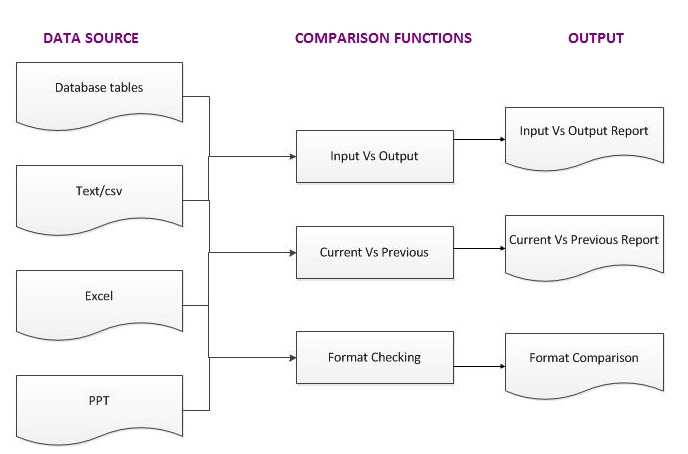 DATA SOURCE
COMPARISON FUNCTIONS
OUTPUT
Database tables
Text/csv
Excel
PPT
Input Vs Output
Current Vs Previous
Format Checking
Input Vs Output Report
Current Vs Previous Report
Format Comparison